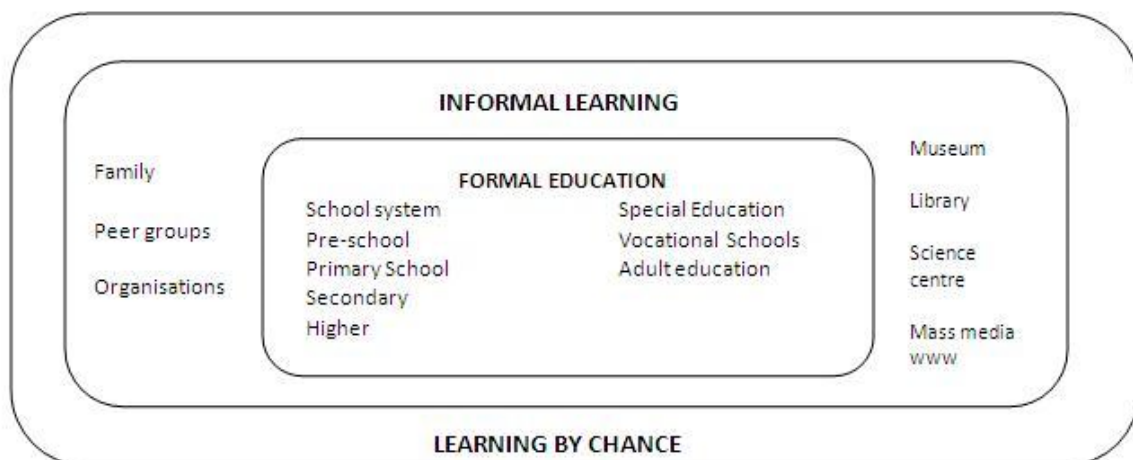 INFORMAL LEARNING
Family
Peer groups
Organisations
FORMAL EDUCATION
School system
Pre-school
Primary School
Secondary
Higher
Special Education
Vocational Schools
Adult education
Museum
Library
Science
centre
Mass media
www
LEARNING BY CHANCE